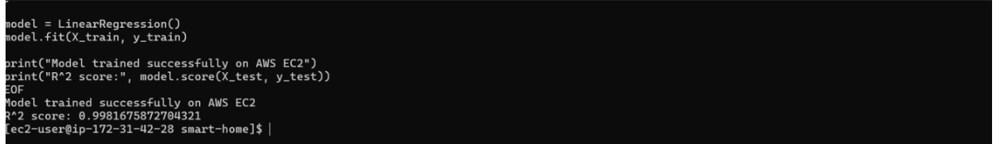 model = LinearRegression()
model.fit(X_train, y_train)
print("Model trained successfully on AWS EC2")
print("R^2 score:", model.score(X_test, y_test))
EOF
Model trained successfully on AWS EC2
R^2 score: 0.9981675872704321
[ec2-user@ip-172-31-42-28 smart-home]$